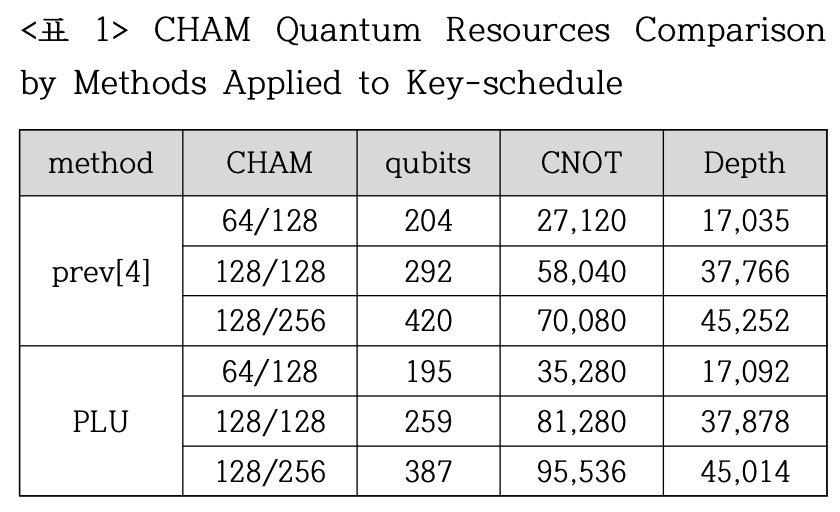 <표 1> CHAM Quantum Resources Comparison
by Methods Applied to Key-schedule
method CHAM qubits CNOT Depth
prev[4] 64/128 204 27,120 17,035
128/128 292 58,040 37,766
128/256 420 70,080 45,252
PLU 64/128 195 35,280 17,092
128/128 259 81,280 37,878
128/256 387 95,536 45,014